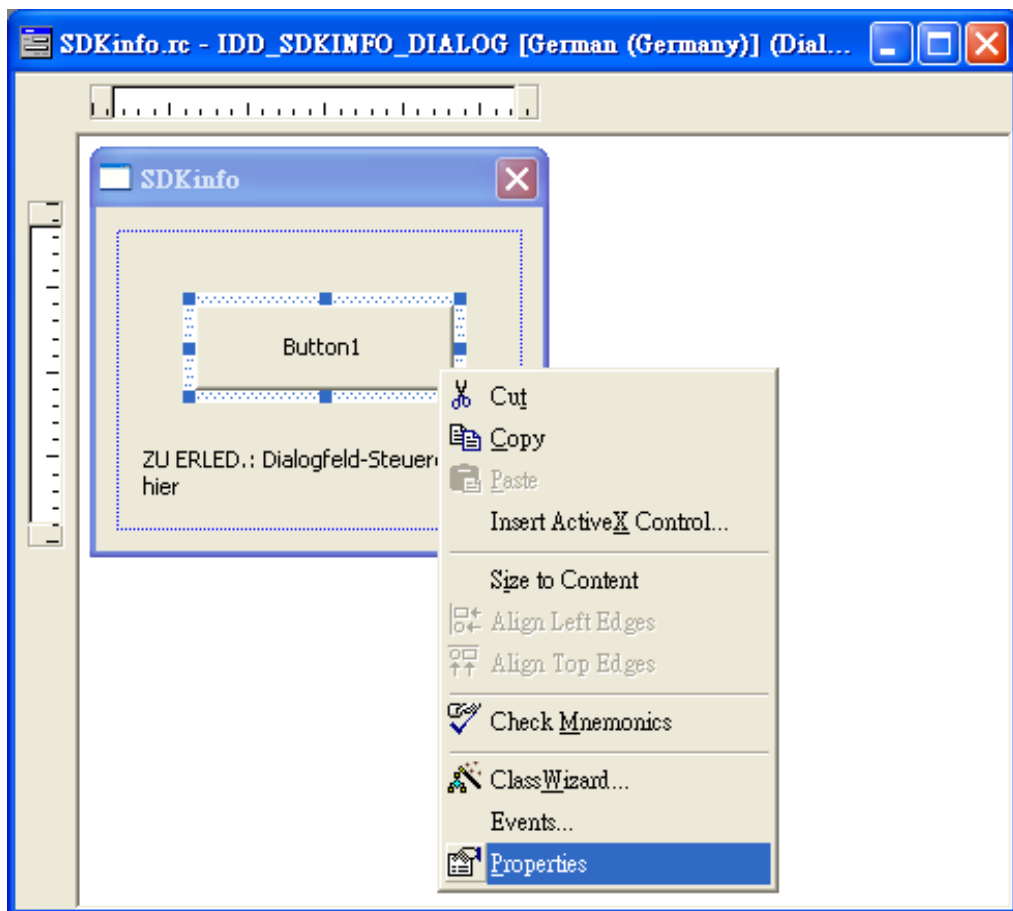 SDKinfo.rc - IDD_SDKINFO_DIALOG [German (Germany)] (Dial...
SDKinfo
Button1
ZU ERLED.: Dialogfeld-
hier
Cut
Copy
Paste
Insert ActiveX Control...
Size to Content
Align Left Edges
Align Top Edges
Check Mnemonics
ClassWizard...
Events...
Properties